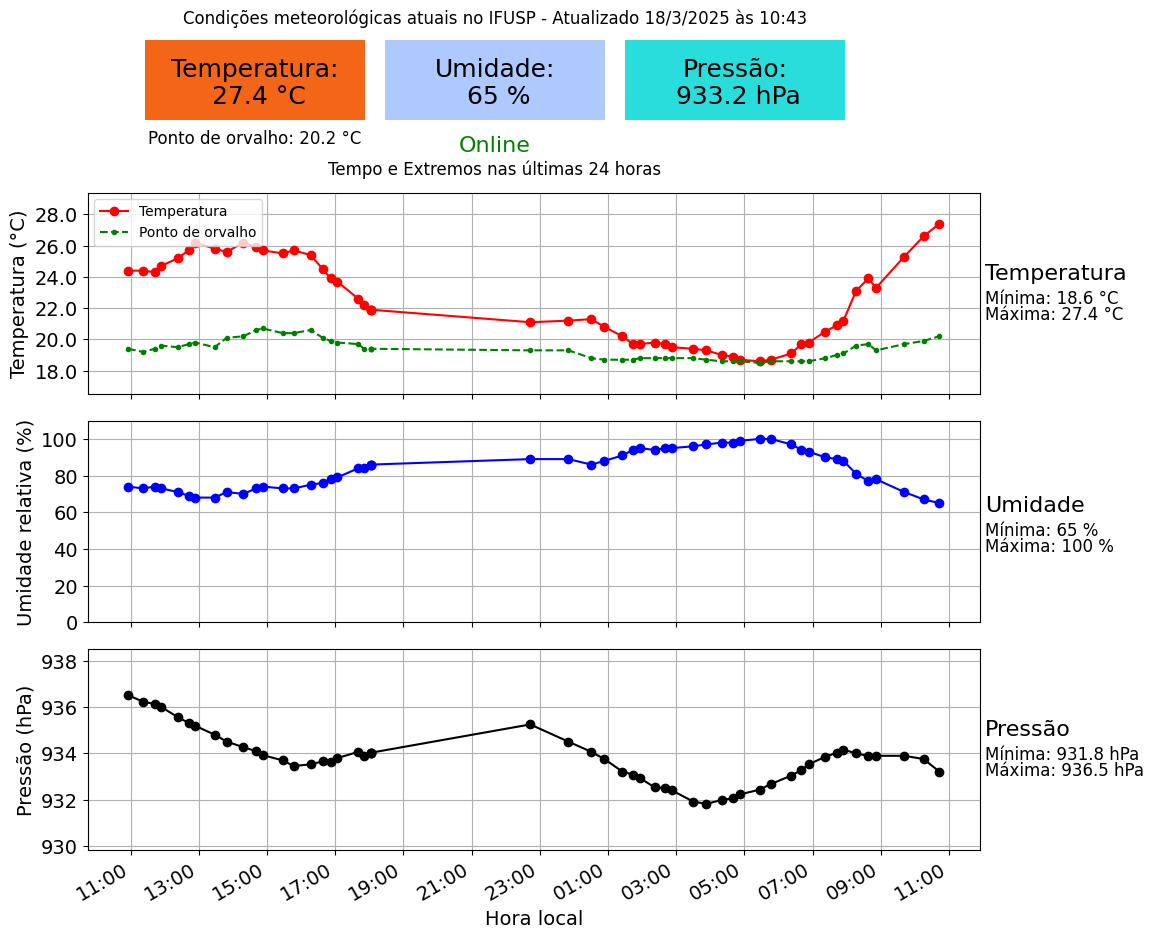 Condições meteorológicas atuais no IFUSP - Atualizado 18/3/2025 às 10:43
Temperatura:
27.4 °C
Umidade:
65 %
Pressão:
933.2 hPa
Ponto de orvalho: 20.2 °C
Online
Tempo e Extremos nas últimas 24 horas
Temperatura (°C)
28.0
26.0
24.0
22.0
20.0
18.0
Temperatura
Ponto de orvalho
Temperatura
Mínima: 18.6 °C
Máxima: 27.4 °C
Umidade relativa (%)
100
80
60
40
20
0
Umidade
Mínima: 65 %
Máxima: 100 %
Pressão (hPa)
938
936
934
932
930
Pressão
Mínima: 931.8 hPa
Máxima: 936.5 hPa
11:00 13:00 15:00 17:00 19:00 21:00 23:00 01:00 03:00 05:00 07:00 09:00 11:00
Hora local